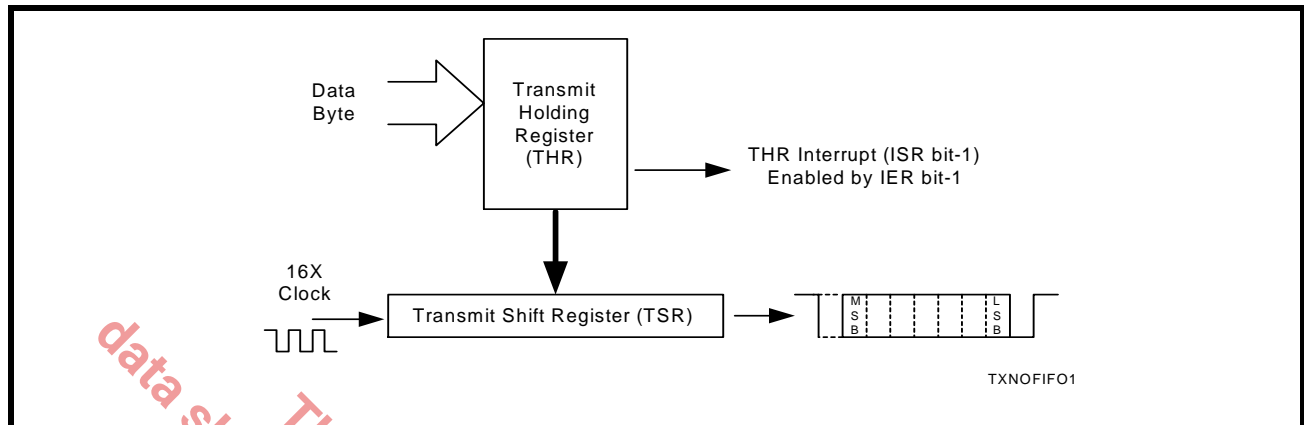 Data
Byte
Transmit
Holding
Register
(THR)
THR Interrupt (ISR bit-1)
Enabled by IER bit-1
16X
Clock
Transmit Shift Register (TSR)
M
S
B
L
S
B
TXNOFIFO1
data